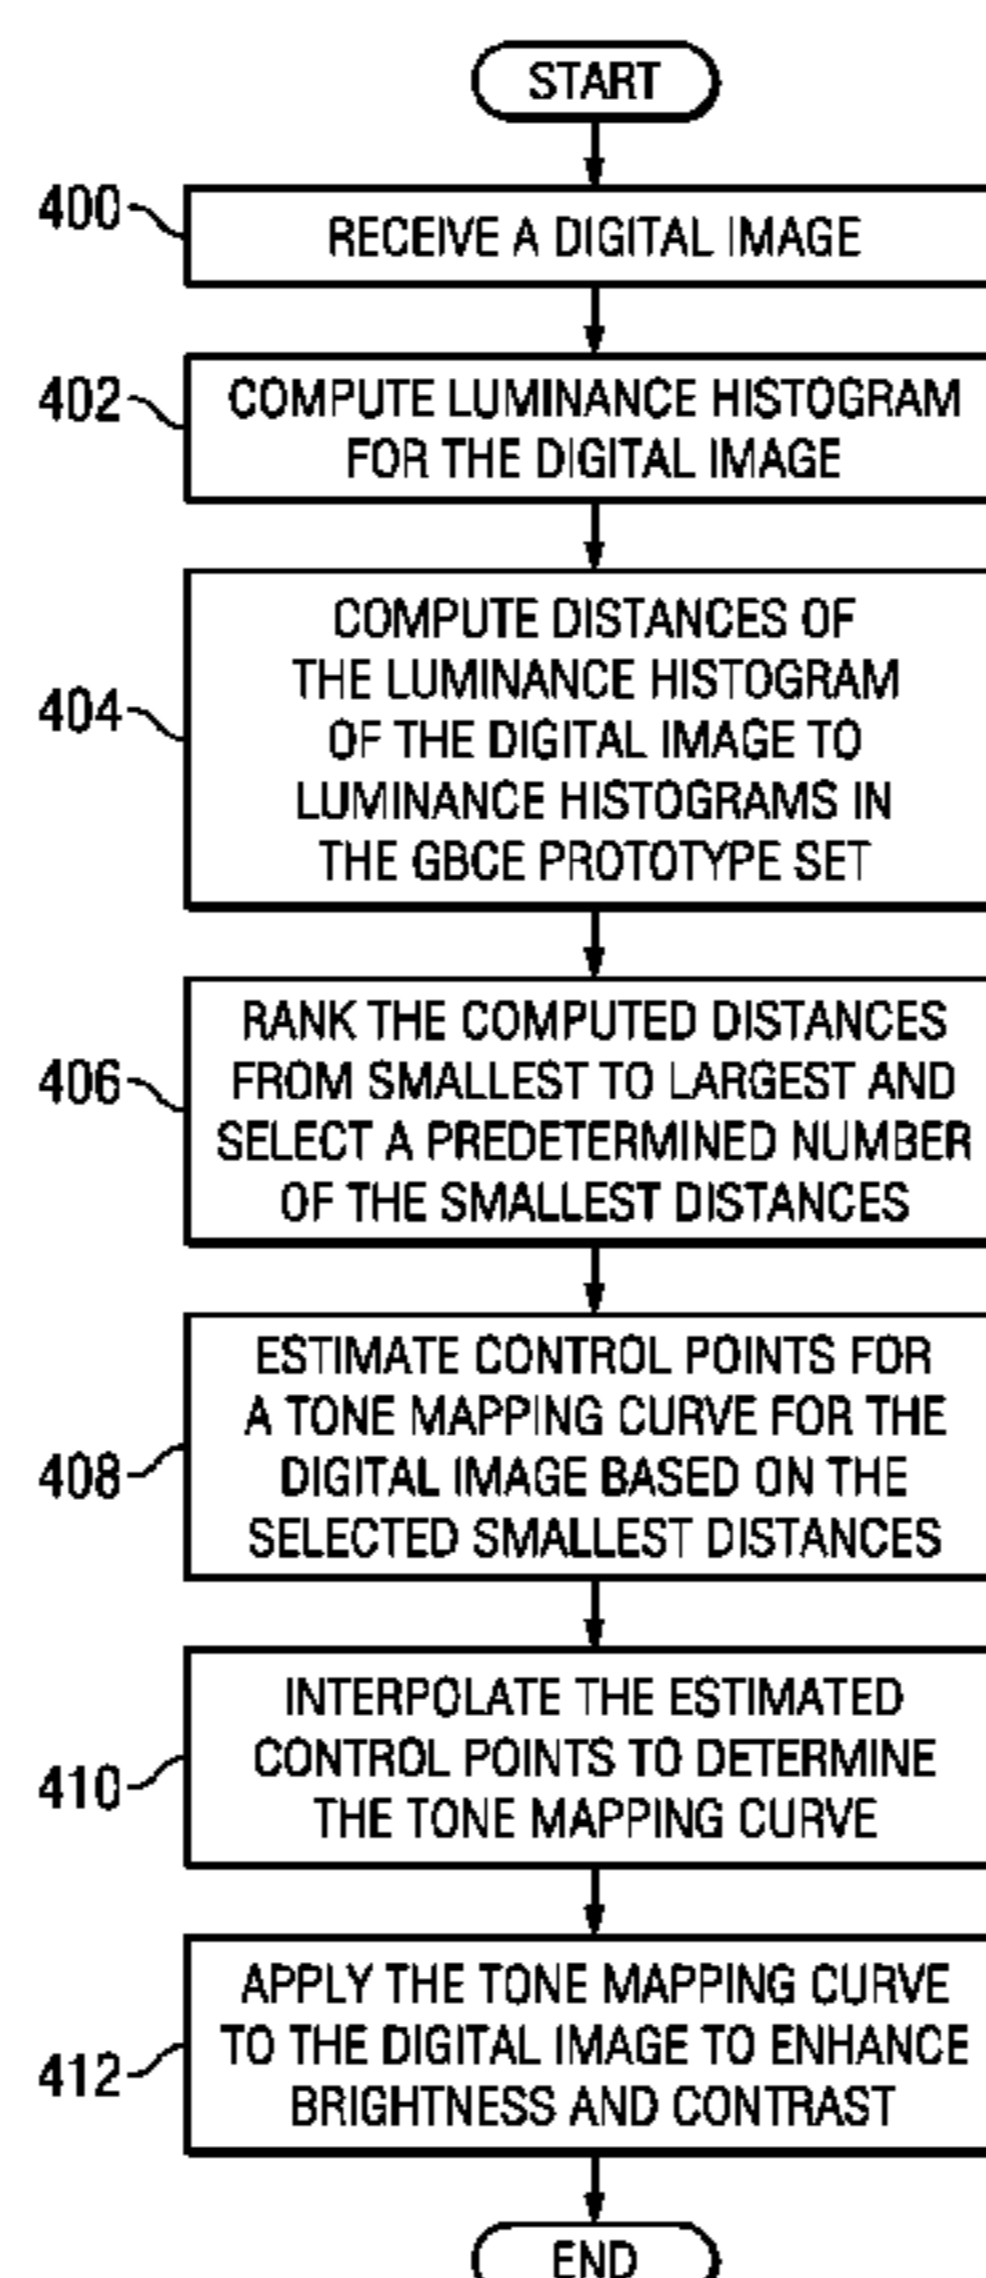 START
400
RECEIVE A DIGITAL IMAGE
402
COMPUTE LUMINANCE HISTOGRAM
FOR THE DIGITAL IMAGE
404
COMPUTE DISTANCES OF
THE LUMINANCE HISTOGRAM
OF THE DIGITAL IMAGE TO
LUMINANCE HISTOGRAMS IN
THE GBCE PROTOTYPE SET
406
RANK THE COMPUTED DISTANCES
FROM SMALLEST TO LARGEST AND
SELECT A PREDETERMINED NUMBER
OF THE SMALLEST DISTANCES
408
ESTIMATE CONTROL POINTS FOR
A TONE MAPPING CURVE FOR THE
DIGITAL IMAGE BASED ON THE
SELECTED SMALLEST DISTANCES
410
INTERPOLATE THE ESTIMATED
CONTROL POINTS TO DETERMINE
THE TONE MAPPING CURVE
412
APPLY THE TONE MAPPING CURVE
TO THE DIGITAL IMAGE TO ENHANCE
BRIGHTNESS AND CONTRAST
END